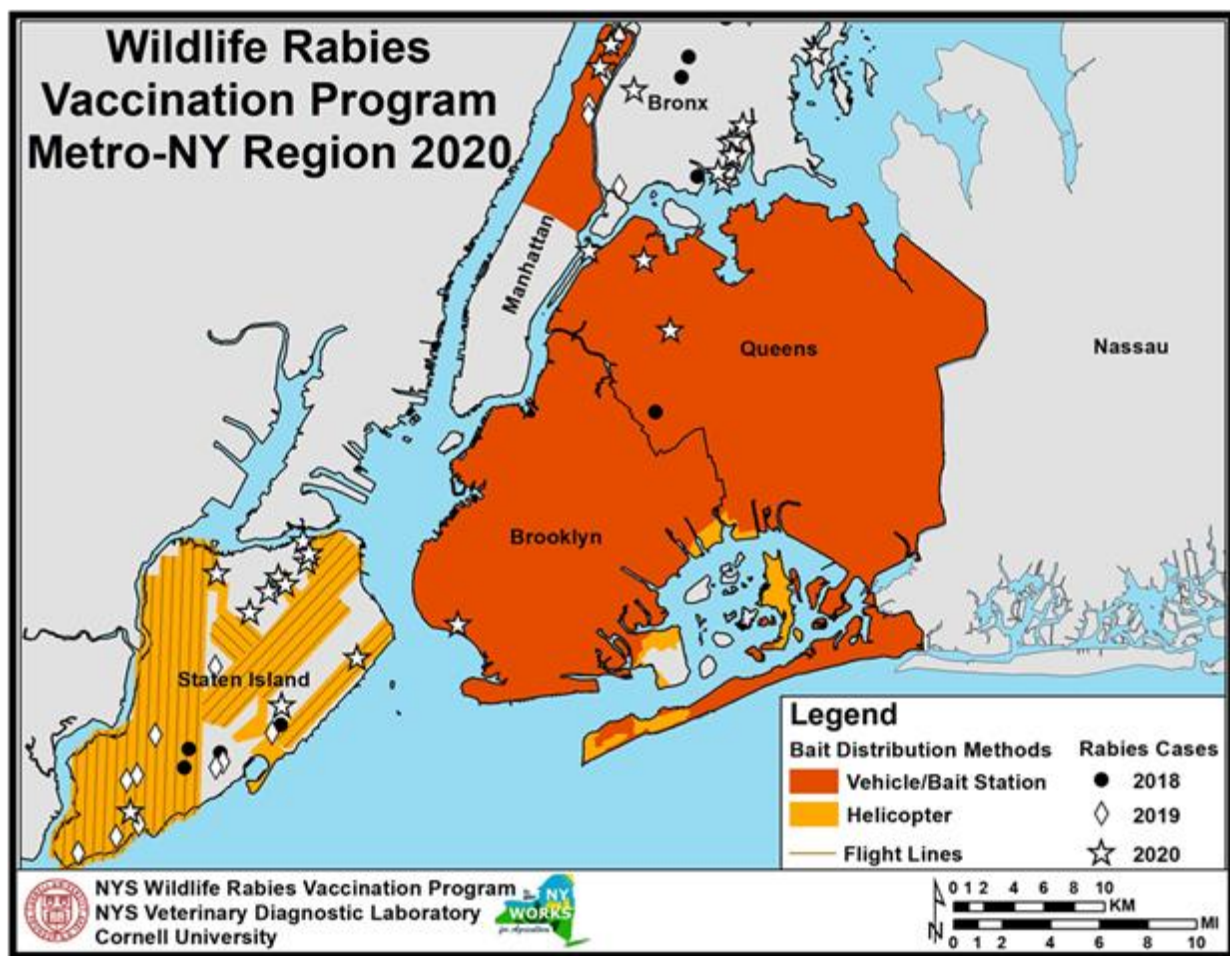 Wildlife Rabies
Vaccination Program
Metro-NY Region 2020
Bronx
Manhattan
Queens
Nassau
Brooklyn
Staten Island
Legend
Bait Distribution Methods
Vehicle/Bait Station
Helicopter
Flight Lines
Rabies Cases
2018
2019
2020
NYS Wildlife Rabies Vaccination Program
NYS Veterinary Diagnostic Laboratory
Cornell University
NY
WORKS
for Agriculture
N
0 1 2 4 6 8 10
KM
MI
0 1 2 4 6 8 10